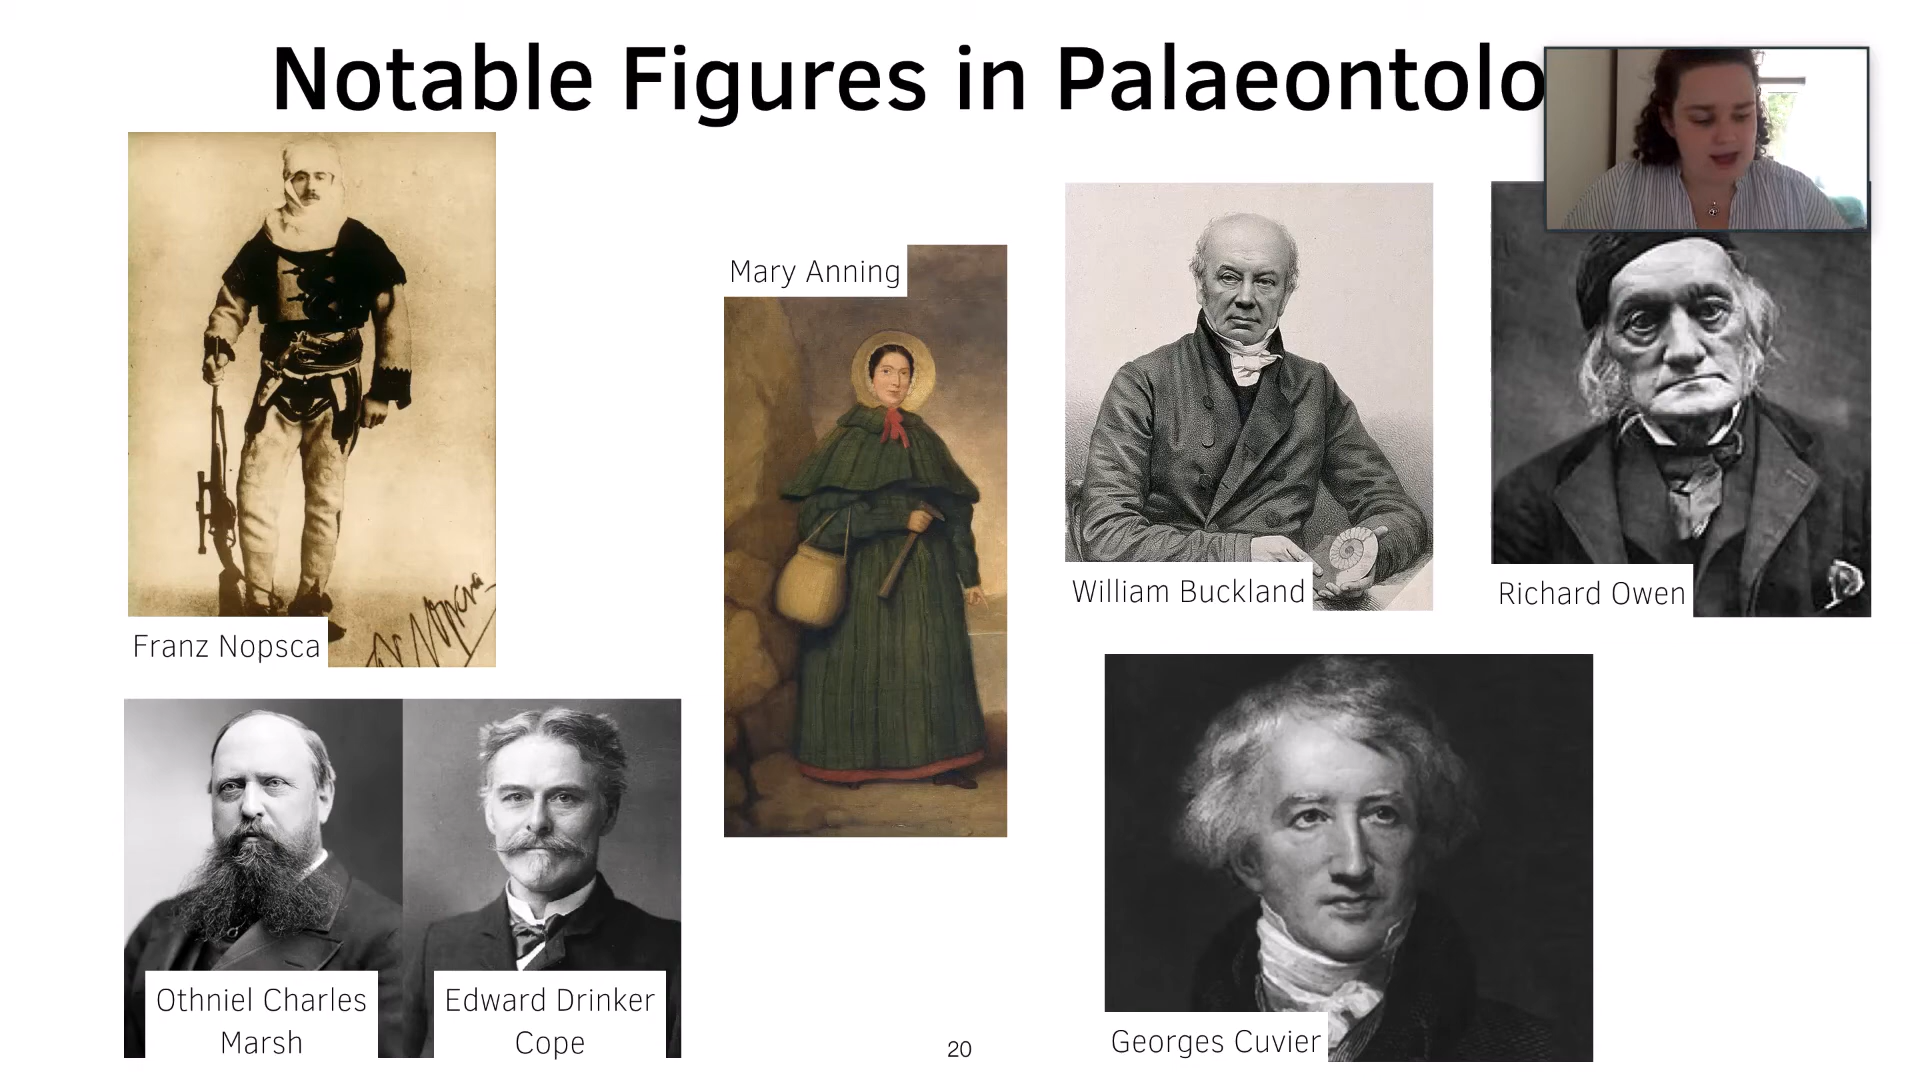 Notable Figures in Palaeontolo
Mary Anning
William Buckland
Richard Owen
Franz Nopsca
Othniel Charles
Marsh
Edward Drinker
Cope
Georges Cuvier
20